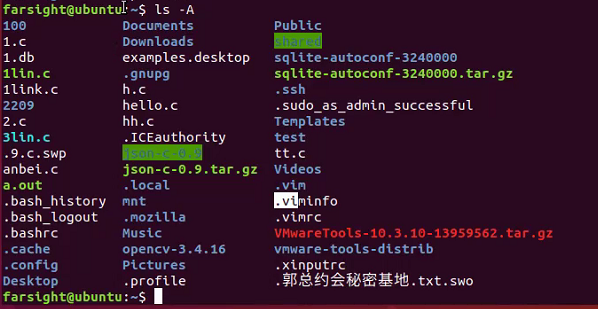 farsight@ubuntu:~$ ls -A
100 Documents Public
1.c Downloads shared
1.db examples.desktop sqlite-autoconf-3240000
1lin.c .gnupg sqlite-autoconf-3240000.tar.gz
1link.c h.c .ssh
2209 hello.c .sudo_as_admin_successful
2.c hh.c Templates
3lin.c .ICEauthority test
.9.c.swp json-c-0.9 tt.c
anbei.c json-c-0.9.tar.gz Videos
a.out .local .vim
.bash_history mnt .viminfo
.bash_logout .mozilla .vimrc
.bashrc Music VMwareTools-10.3.10-13959562.tar.gz
.cache opencv-3.4.16 vmware-tools-distrib
.config Pictures .xinputrc
Desktop .profile .郭总约会秘密基地.txt.swo
farsight@ubuntu:~$